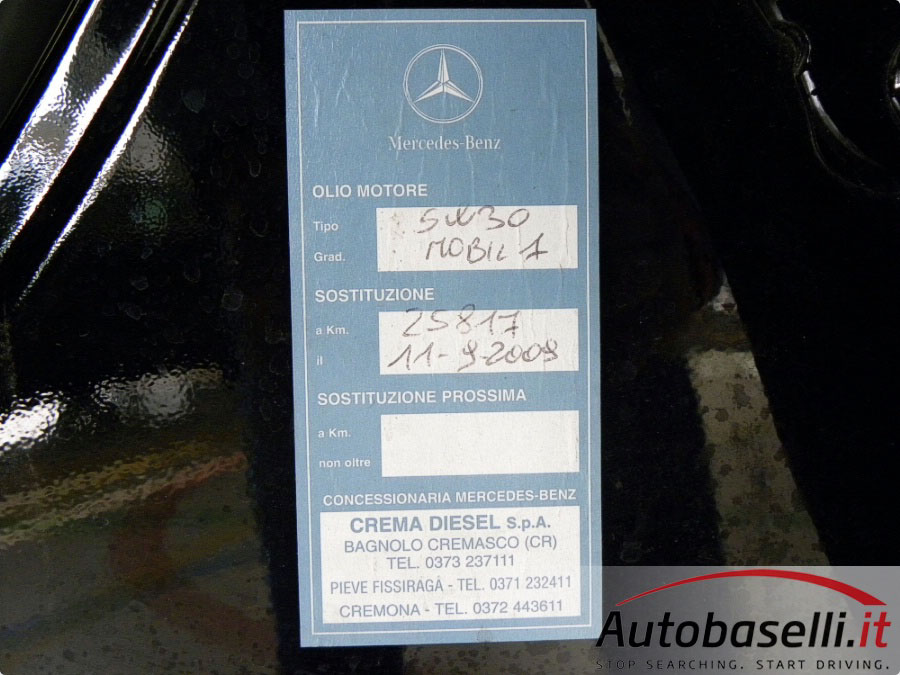 Mercedes-Benz
OLIO MOTORE
Tipo 5W30
Grad. MOBIL 1
SOSTITUZIONE
a Km. 25817
il 11-9-2009
SOSTITUZIONE PROSSIMA
a Km.
non oltre
CONCESSIONARIA MERCEDES-BENZ
CREMA DIESEL S.p.A.
BAGNOLO CREMASCO (CR)
TEL. 0373 237111
PIEVE FISSIRAGA - TEL. 0371 232411
CREMONA - TEL. 0372 443611
Autobaselli.it
STOP SEARCHING. START DRIVING.